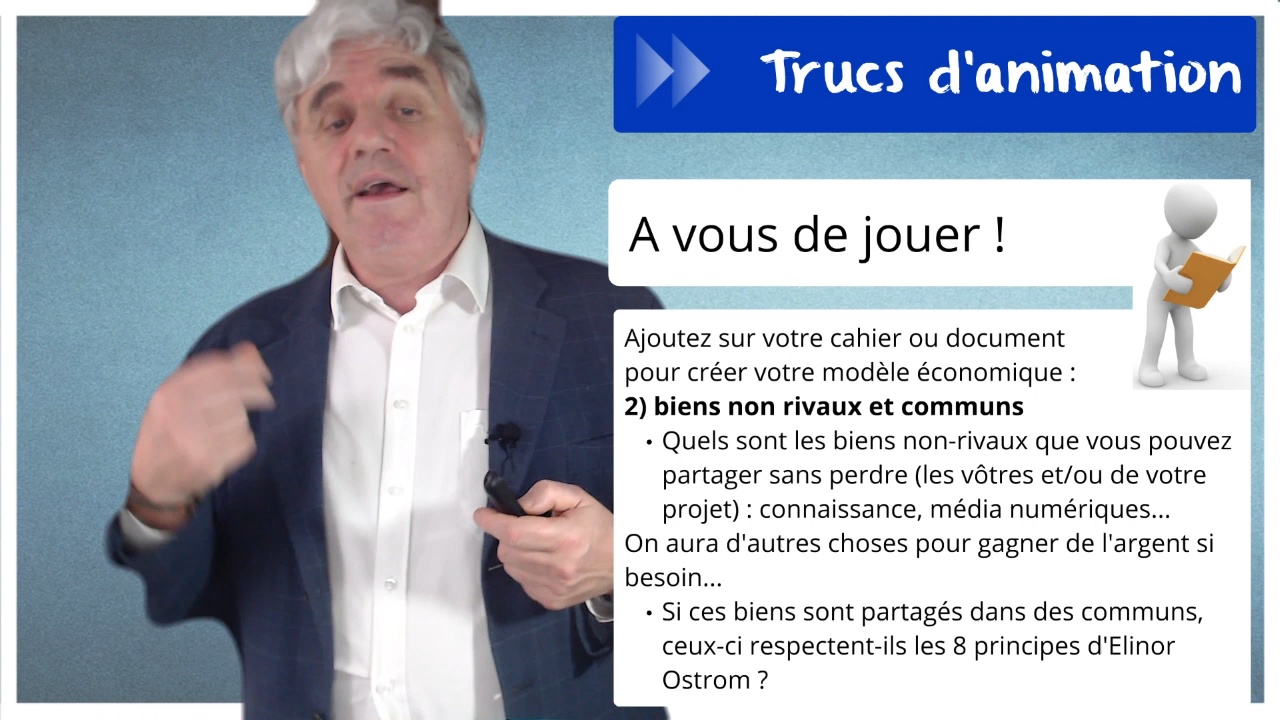 Trucs d'animation
A vous de jouer !
Ajoutez sur votre cahier ou document
pour créer votre modèle économique :
2) biens non rivaux et communs
• Quels sont les biens non-rivaux que vous pouvez
partager sans perdre (les vôtres et/ou de votre
projet) : connaissance, média numériques...
On aura d'autres choses pour gagner de l'argent si
besoin...
• Si ces biens sont partagés dans des communs,
ceux-ci respectent-ils les 8 principes d'Elinor
Ostrom ?